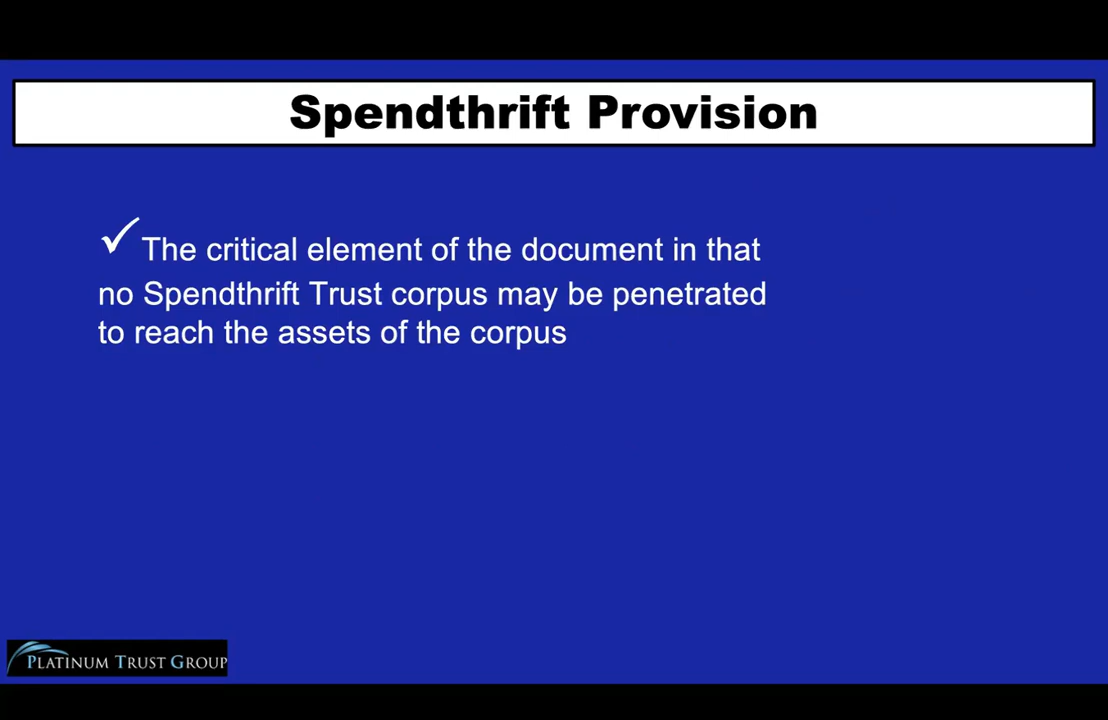 Spendthrift Provision
✓The critical element of the document in that
no Spendthrift Trust corpus may be penetrated
to reach the assets of the corpus
PLATINUM TRUST GROUP